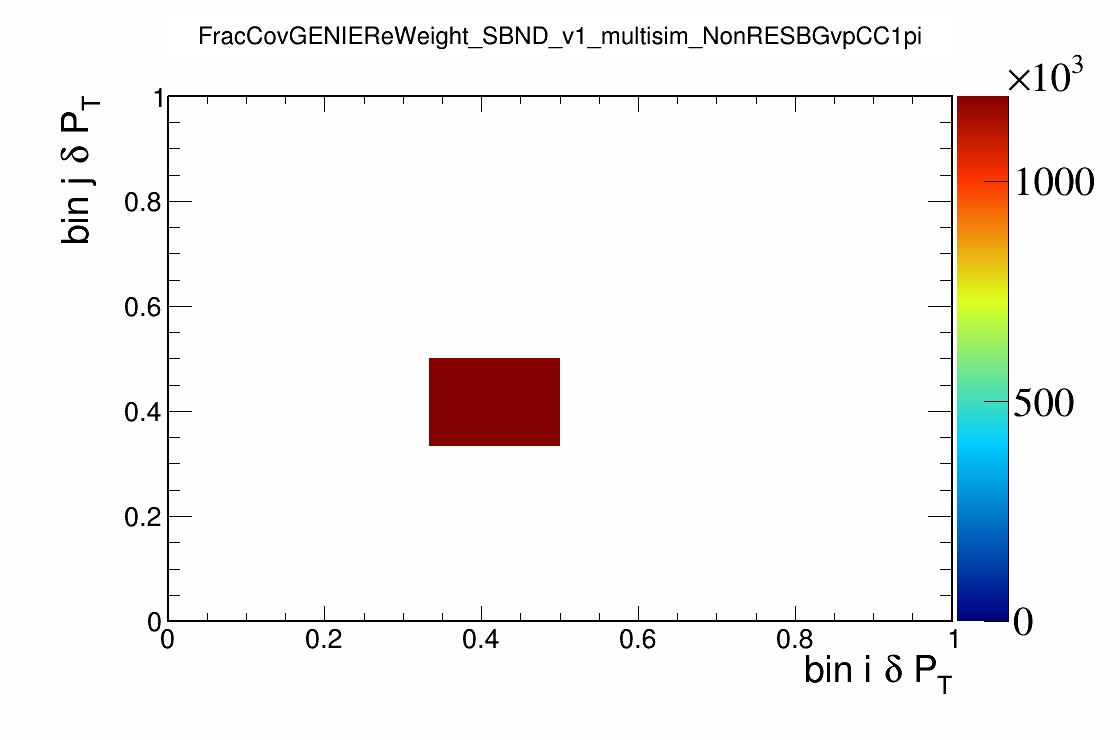 FracCovGENIEReWeight_SBND_v1_multisim_NonRESBGvpCC1pi
×10³
bin j δ P_T
1
0.8
0.6
0.4
0.2
0
0 0.2 0.4 0.6 0.8 1
bin i δ P_T
1000
500
0